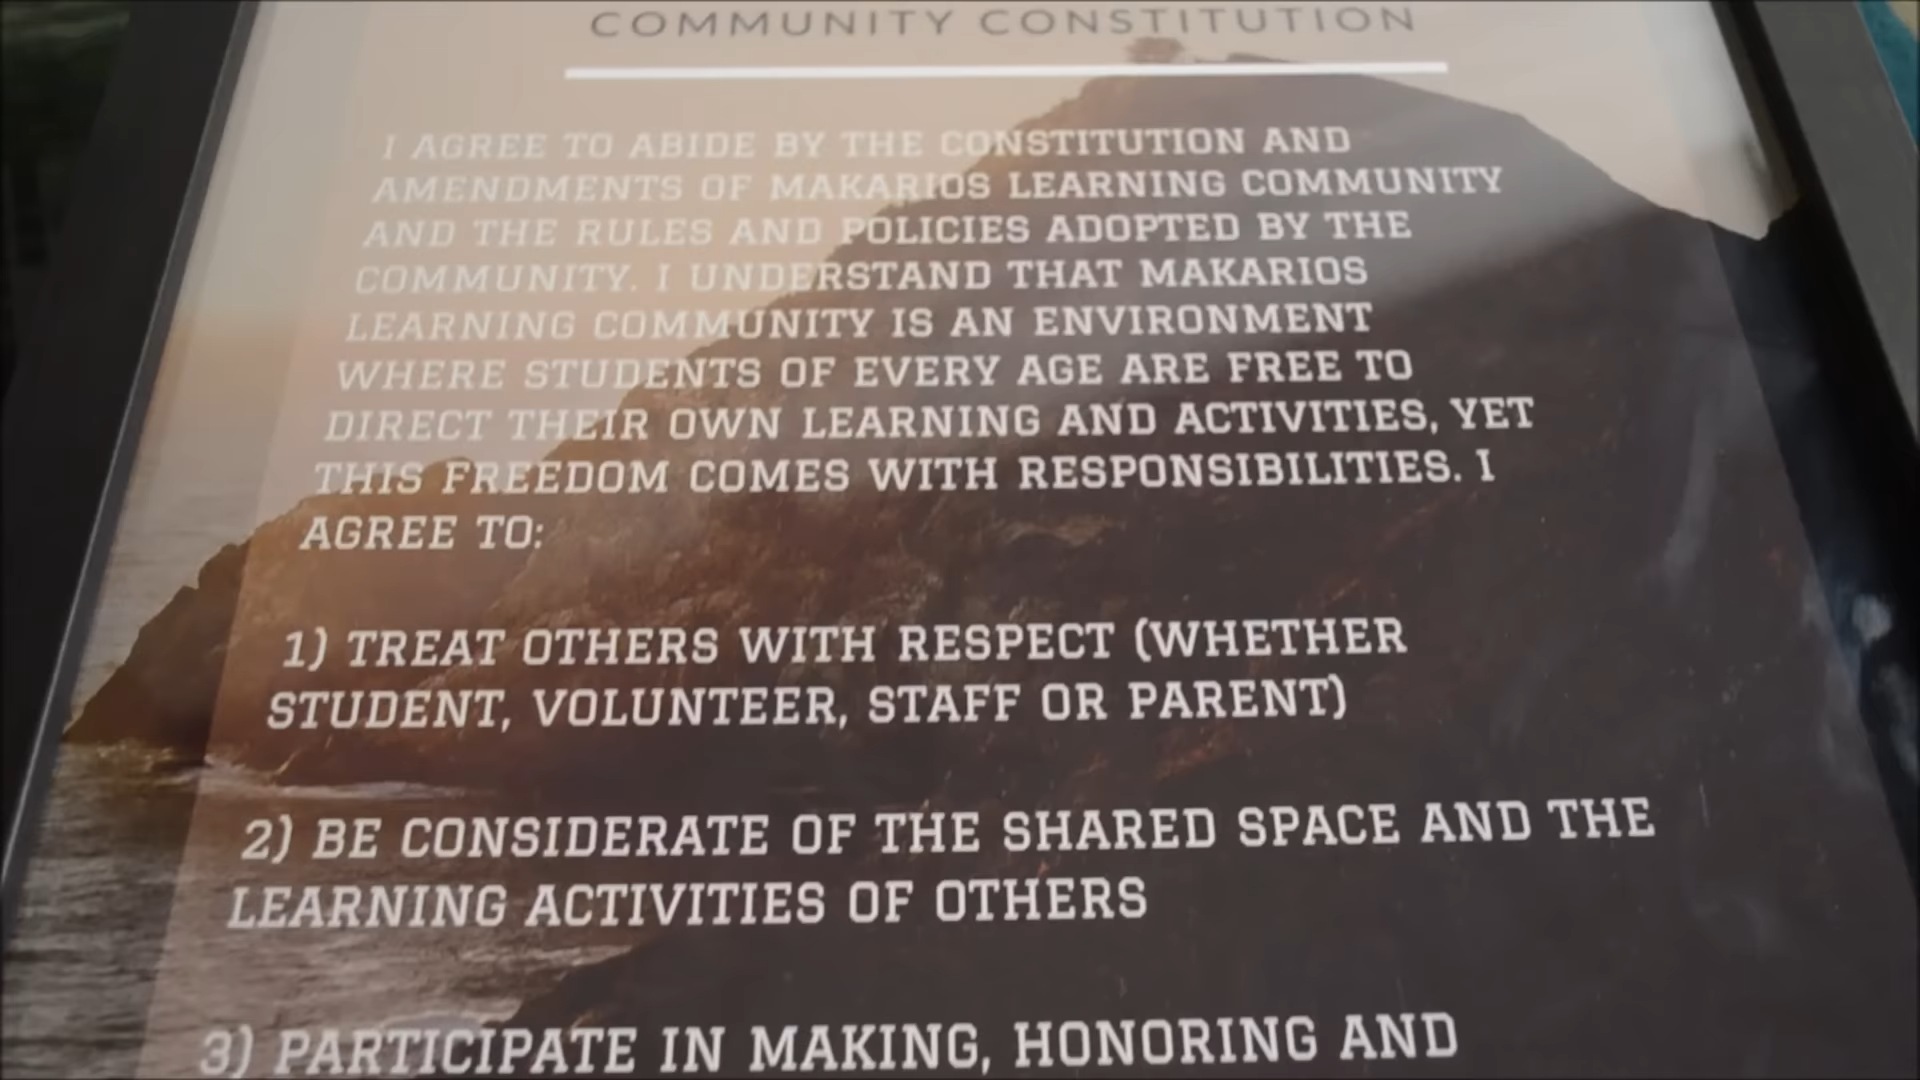 COMMUNITY CONSTITUTION
I AGREE TO ABIDE BY THE CONSTITUTION AND
AMENDMENTS OF MAKARIOS LEARNING COMMUNITY
AND THE RULES AND POLICIES ADOPTED BY THE
COMMUNITY. I UNDERSTAND THAT MAKARIOS
LEARNING COMMUNITY IS AN ENVIRONMENT
WHERE STUDENTS OF EVERY AGE ARE FREE TO
DIRECT THEIR OWN LEARNING AND ACTIVITIES, YET
THIS FREEDOM COMES WITH RESPONSIBILITIES. I
AGREE TO:
1) TREAT OTHERS WITH RESPECT (WHETHER
STUDENT, VOLUNTEER, STAFF OR PARENT)
2) BE CONSIDERATE OF THE SHARED SPACE AND THE
LEARNING ACTIVITIES OF OTHERS
3) PARTICIPATE IN MAKING, HONORING AND